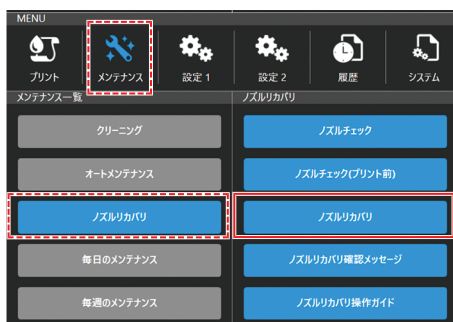 MENU
プリント
メンテナンス
設定 1
設定 2
履歴
システム
メンテナンス一覧
ノズルリカバリ
クリーニング
ノズルチェック
オートメンテナンス
ノズルチェック(プリント前)
ノズルリカバリ
ノズルリカバリ
毎日のメンテナンス
ノズルリカバリ確認メッセージ
毎週のメンテナンス
ノズルリカバリ操作ガイド